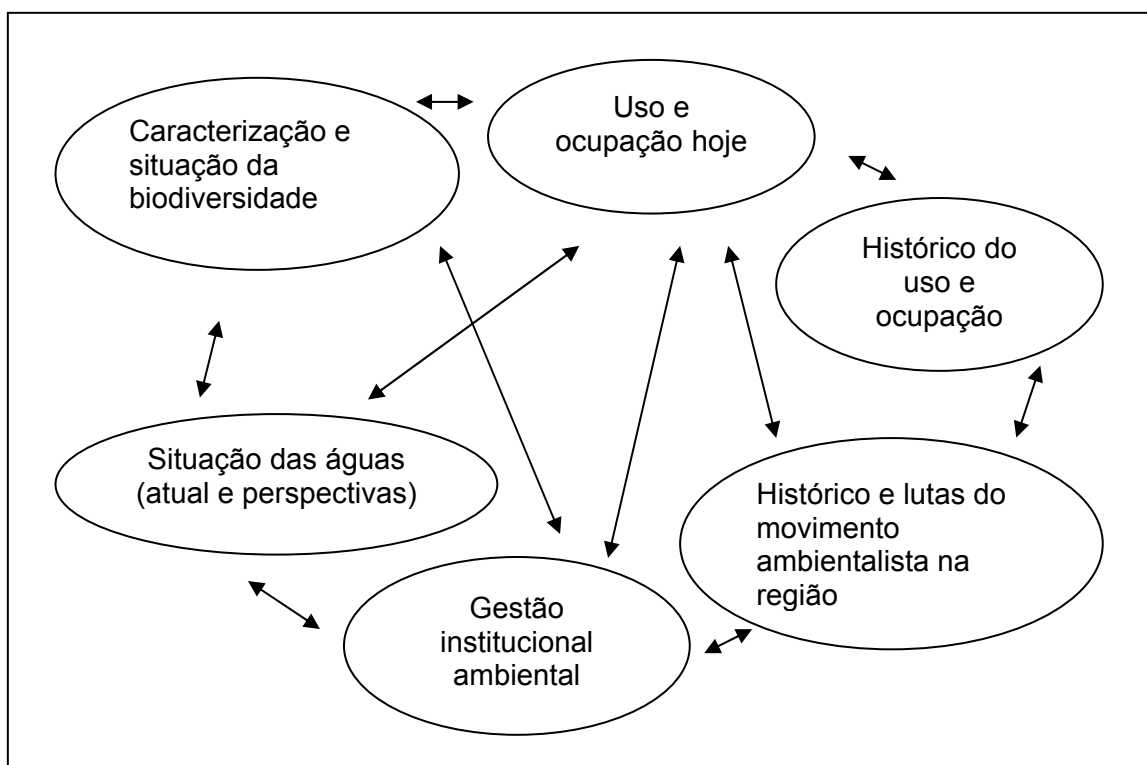 Caracterização e
situação da
biodiversidade
Uso e
ocupação hoje
Histórico do
uso e
ocupação
Situação das águas
(atual e perspectivas)
Histórico e lutas do
movimento
ambientalista na
região
Gestão
institucional
ambiental